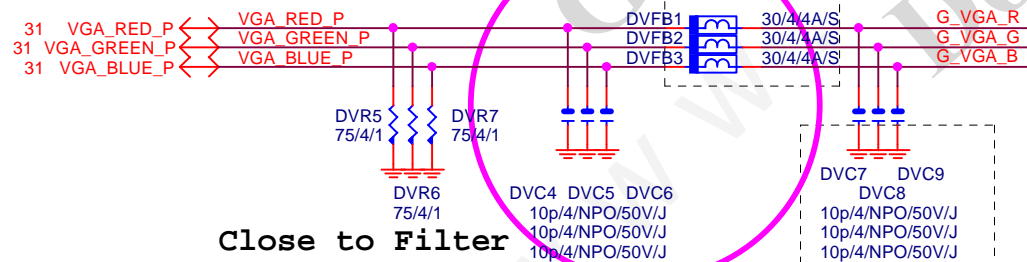 31 VGA_RED_P VGA_RED_P DVFB1 30/4/4A/S G_VGA_R
31 VGA_GREEN_P VGA_GREEN_P DVFB2 30/4/4A/S G_VGA_G
31 VGA_BLUE_P VGA_BLUE_P DVFB3 30/4/4A/S G_VGA_B
DVR5 DVR7
75/4/1 75/4/1
DVR6
75/4/1
DVC4 DVC5 DVC6
10p/4/NPO/50V/J
10p/4/NPO/50V/J
10p/4/NPO/50V/J
DVC7 DVC9
DVC8
10p/4/NPO/50V/J
10p/4/NPO/50V/J
10p/4/NPO/50V/J
Close to Filter